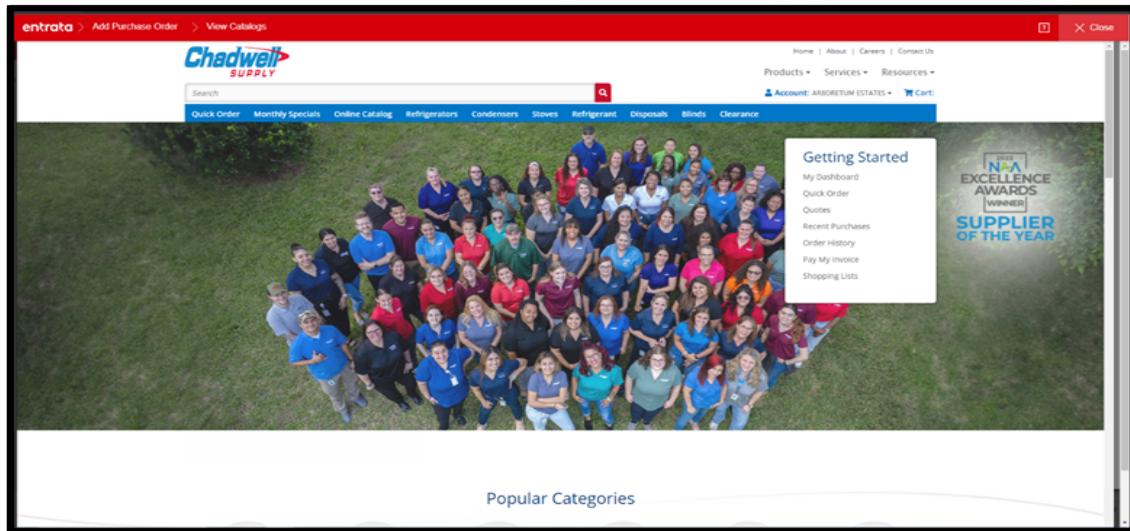 entrata > Add Purchase Order > View Catalogs
? × Close
Chadwell
SUPPLY
Home | About | Careers | Contact Us
Products Services Resources
Search
Account: ARBORETUM ESTATES Cart:
Quick Order Monthly Specials Online Catalog Refrigerators Condensers Stoves Refrigerant Disposals Blinds Clearance
Getting Started
My Dashboard
Quick Order
Quotes
Recent Purchases
Order History
Pay My Invoice
Shopping Lists
NAA
EXCELLENCE
AWARDS
WINNER
SUPPLIER
OF THE YEAR
Popular Categories